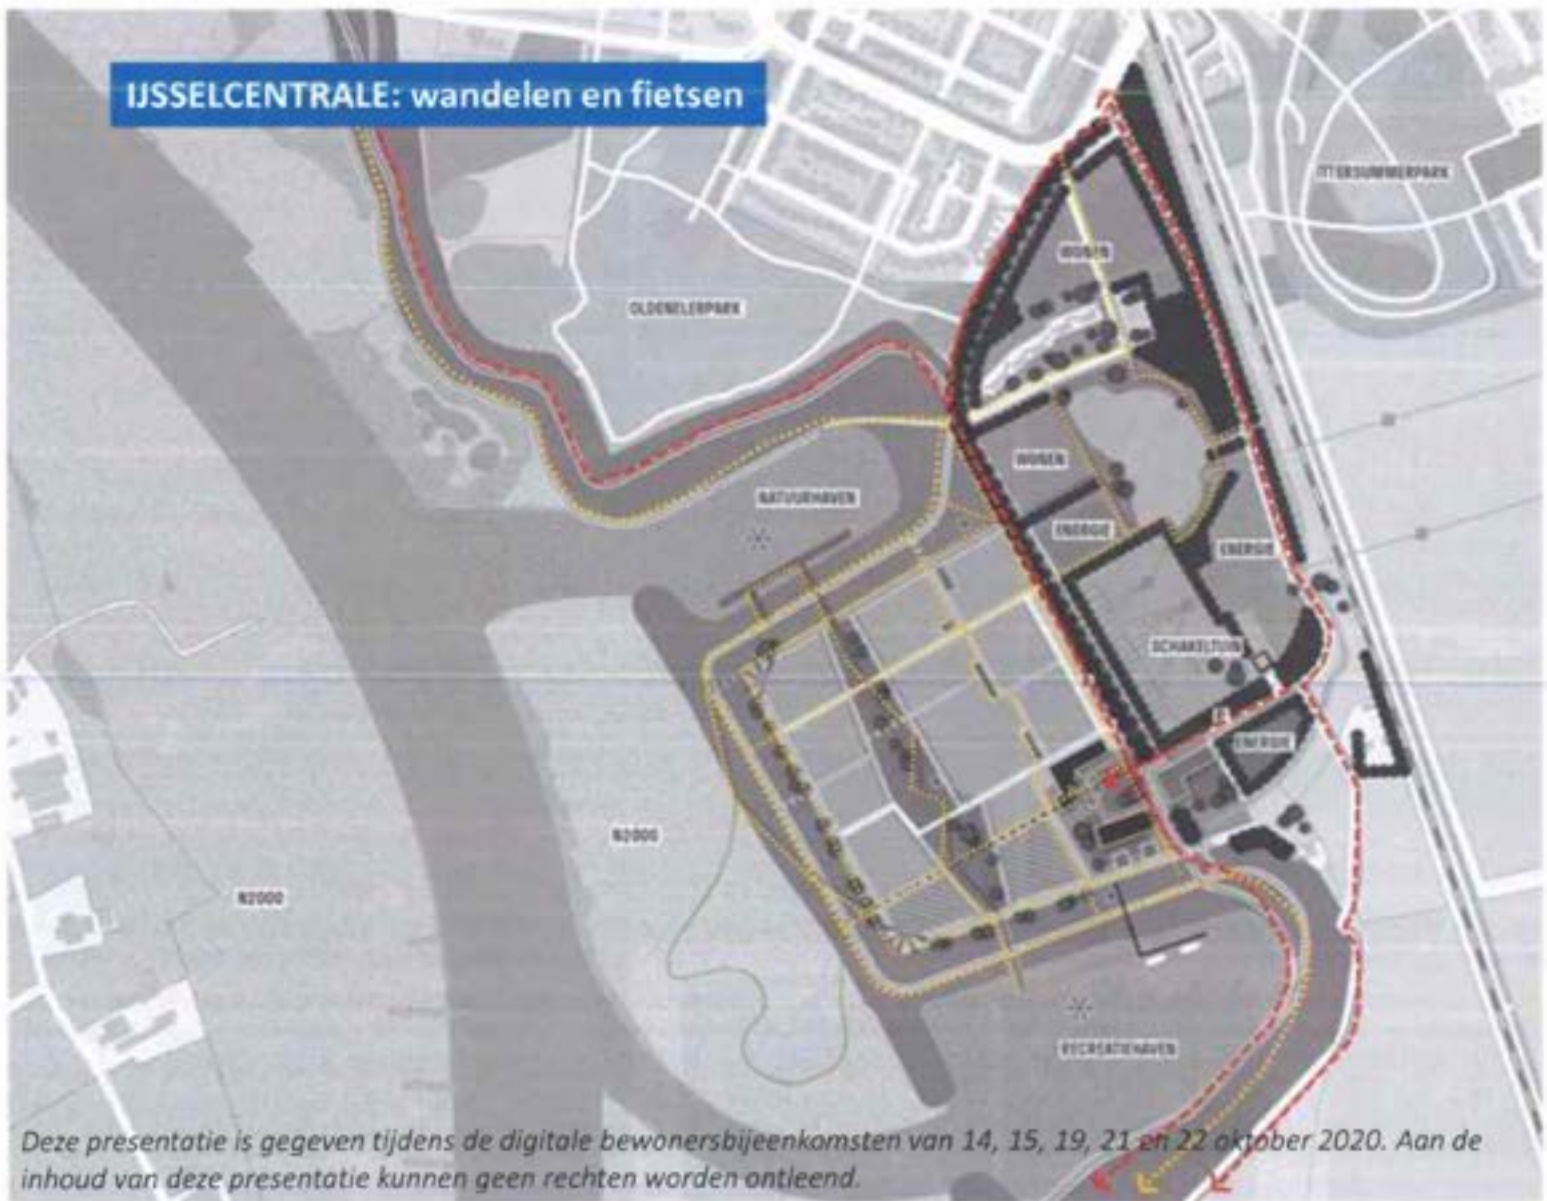 IJSSELCENTRALE: wandelen en fietsen
ITTERSUMMERPARK
WONEN
OLDENELERPARK
WONEN
NATUURHAVEN
ENERGIE
ENERGIE
SCHAKELTUIN
ENERGIE
N2000
N2000
RECREATIEHAVEN
Deze presentatie is gegeven tijdens de digitale bewonersbijeenkomsten van 14, 15, 19, 21 en 22 oktober 2020. Aan de
inhoud van deze presentatie kunnen geen rechten worden ontleend.